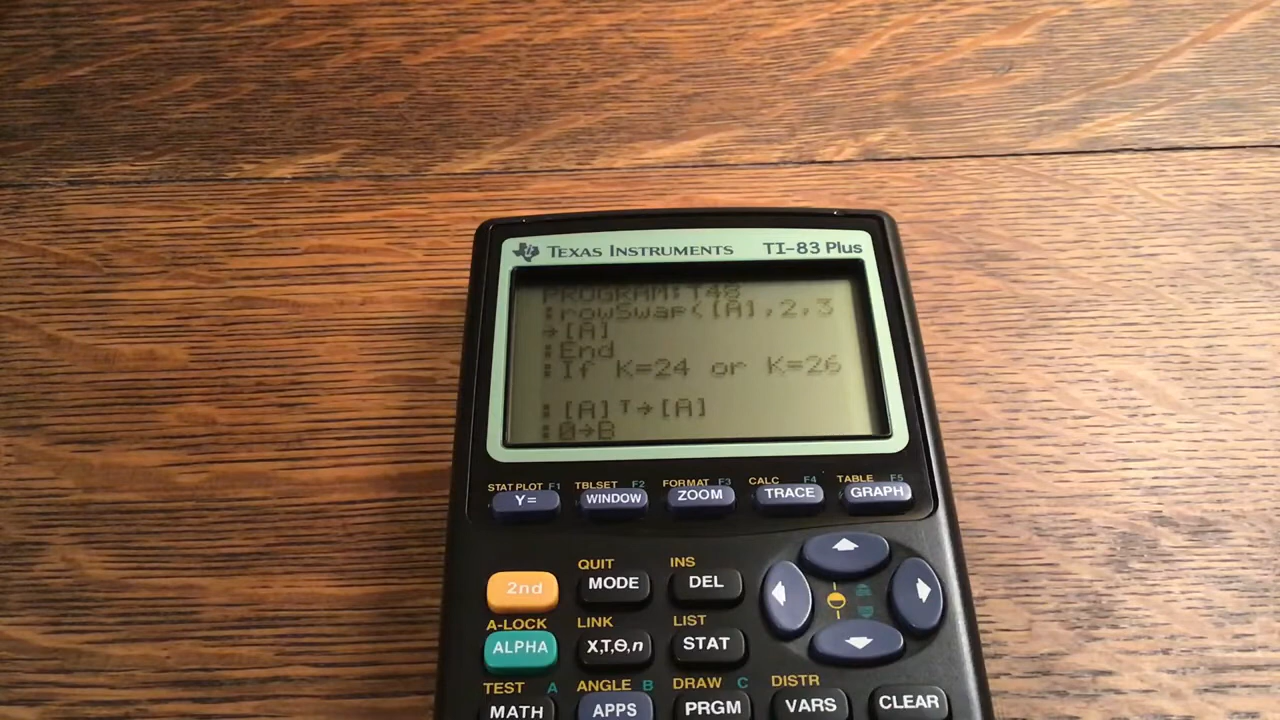 TEXAS INSTRUMENTS TI-83 Plus
PROGRAM:T48
:rowSwap([A],2,3
→[A]
:End
:If K=24 or K=26
:[A]ᵀ→[A]
:0→B
STAT PLOT F1 TBLSET F2 FORMAT F3 CALC F4 TABLE F5
Y= WINDOW ZOOM TRACE GRAPH
QUIT INS
2nd MODE DEL
A-LOCK LINK LIST
ALPHA X,T,Θ,n STAT
TEST A ANGLE B DRAW C DISTR
MATH APPS PRGM VARS CLEAR